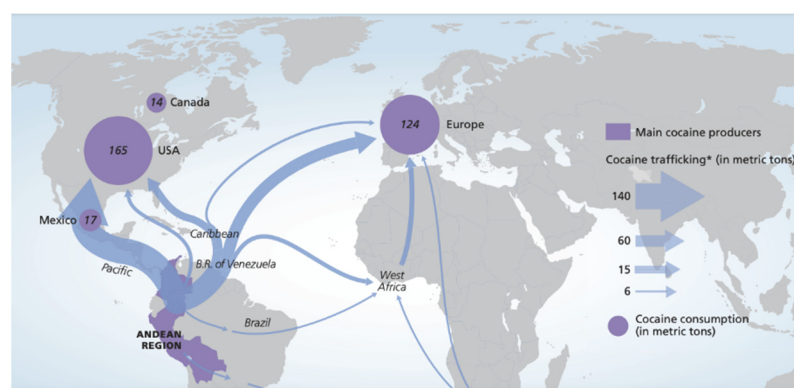 14 Canada
165 USA
124 Europe
Mexico 17
Caribbean
B.R. of Venezuela
Pacific
West
Africa
Brazil
ANDEAN
REGION
Main cocaine producers
Cocaine trafficking* (in metric tons)
140
60
15
6
Cocaine consumption
(in metric tons)